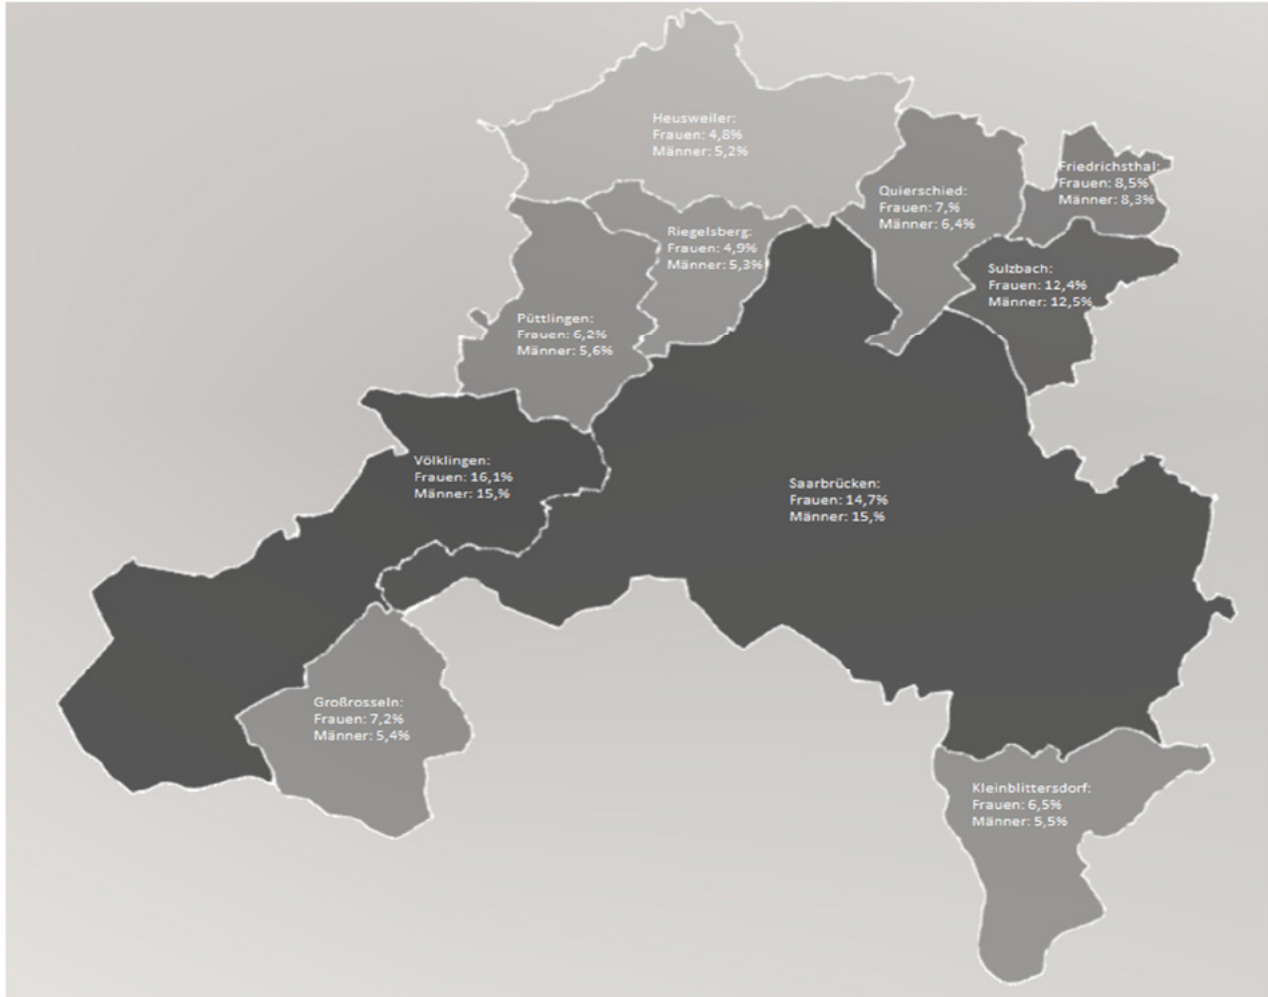 Heusweiler:
Frauen: 4,8%
Männer: 5,2%
Friedrichsthal:
Frauen: 8,5%
Männer: 8,3%
Quierschied:
Frauen: 7,%
Männer: 6,4%
Riegelsberg:
Frauen: 4,9%
Männer: 5,3%
Sulzbach:
Frauen: 12,4%
Männer: 12,5%
Püttlingen:
Frauen: 6,2%
Männer: 5,6%
Völklingen:
Frauen: 16,1%
Männer: 15,%
Saarbrücken:
Frauen: 14,7%
Männer: 15,%
Großrosseln:
Frauen: 7,2%
Männer: 5,4%
Kleinblittersdorf:
Frauen: 6,5%
Männer: 5,5%